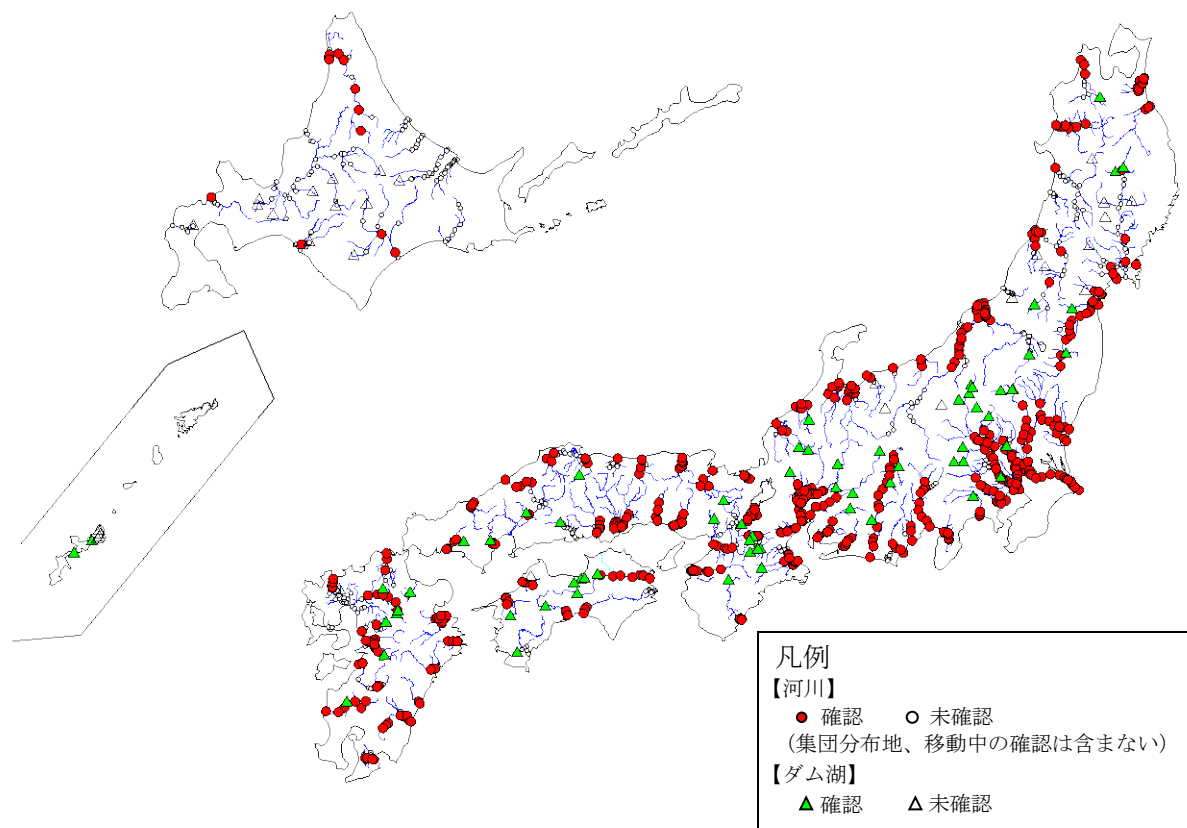 凡例
【河川】
確認 未確認
(集団分布地、移動中の確認は含まない)
【ダム湖】
確認 未確認